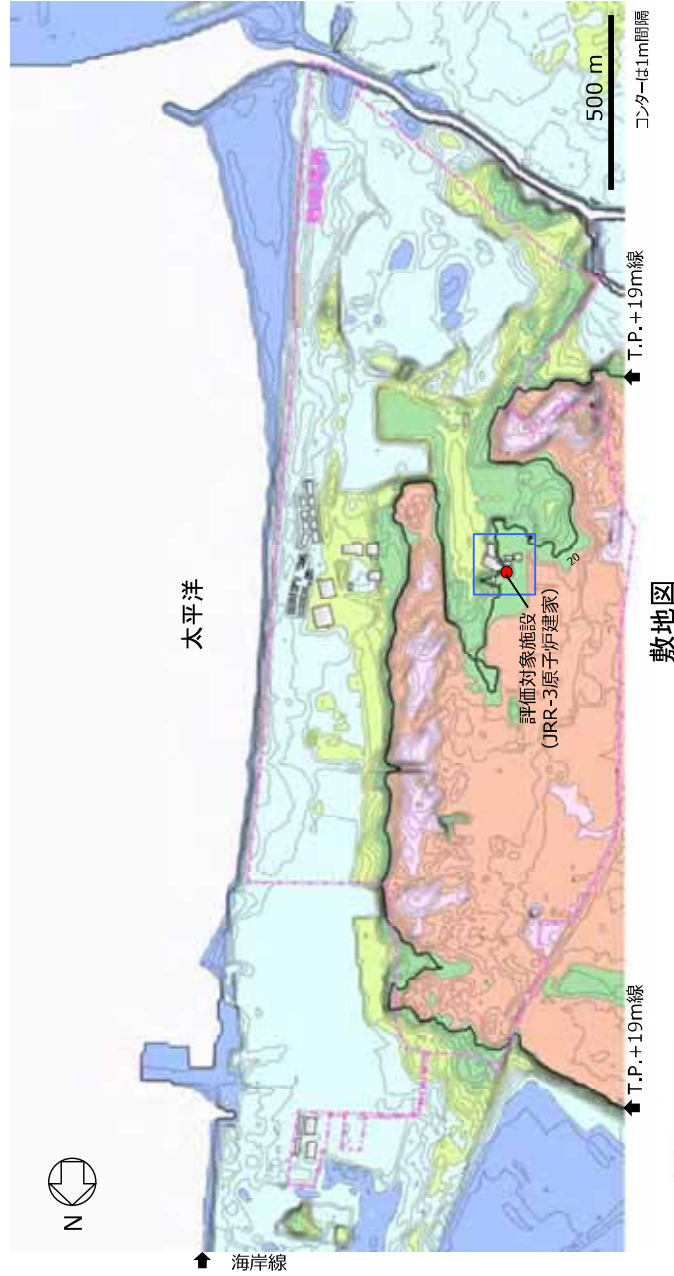 N
太平洋
海岸線
T.P.+19m線
評価対象施設
(JRR-3原子炉建家)
20
T.P.+19m線
500 m
コンターは1m間隔
敷地図